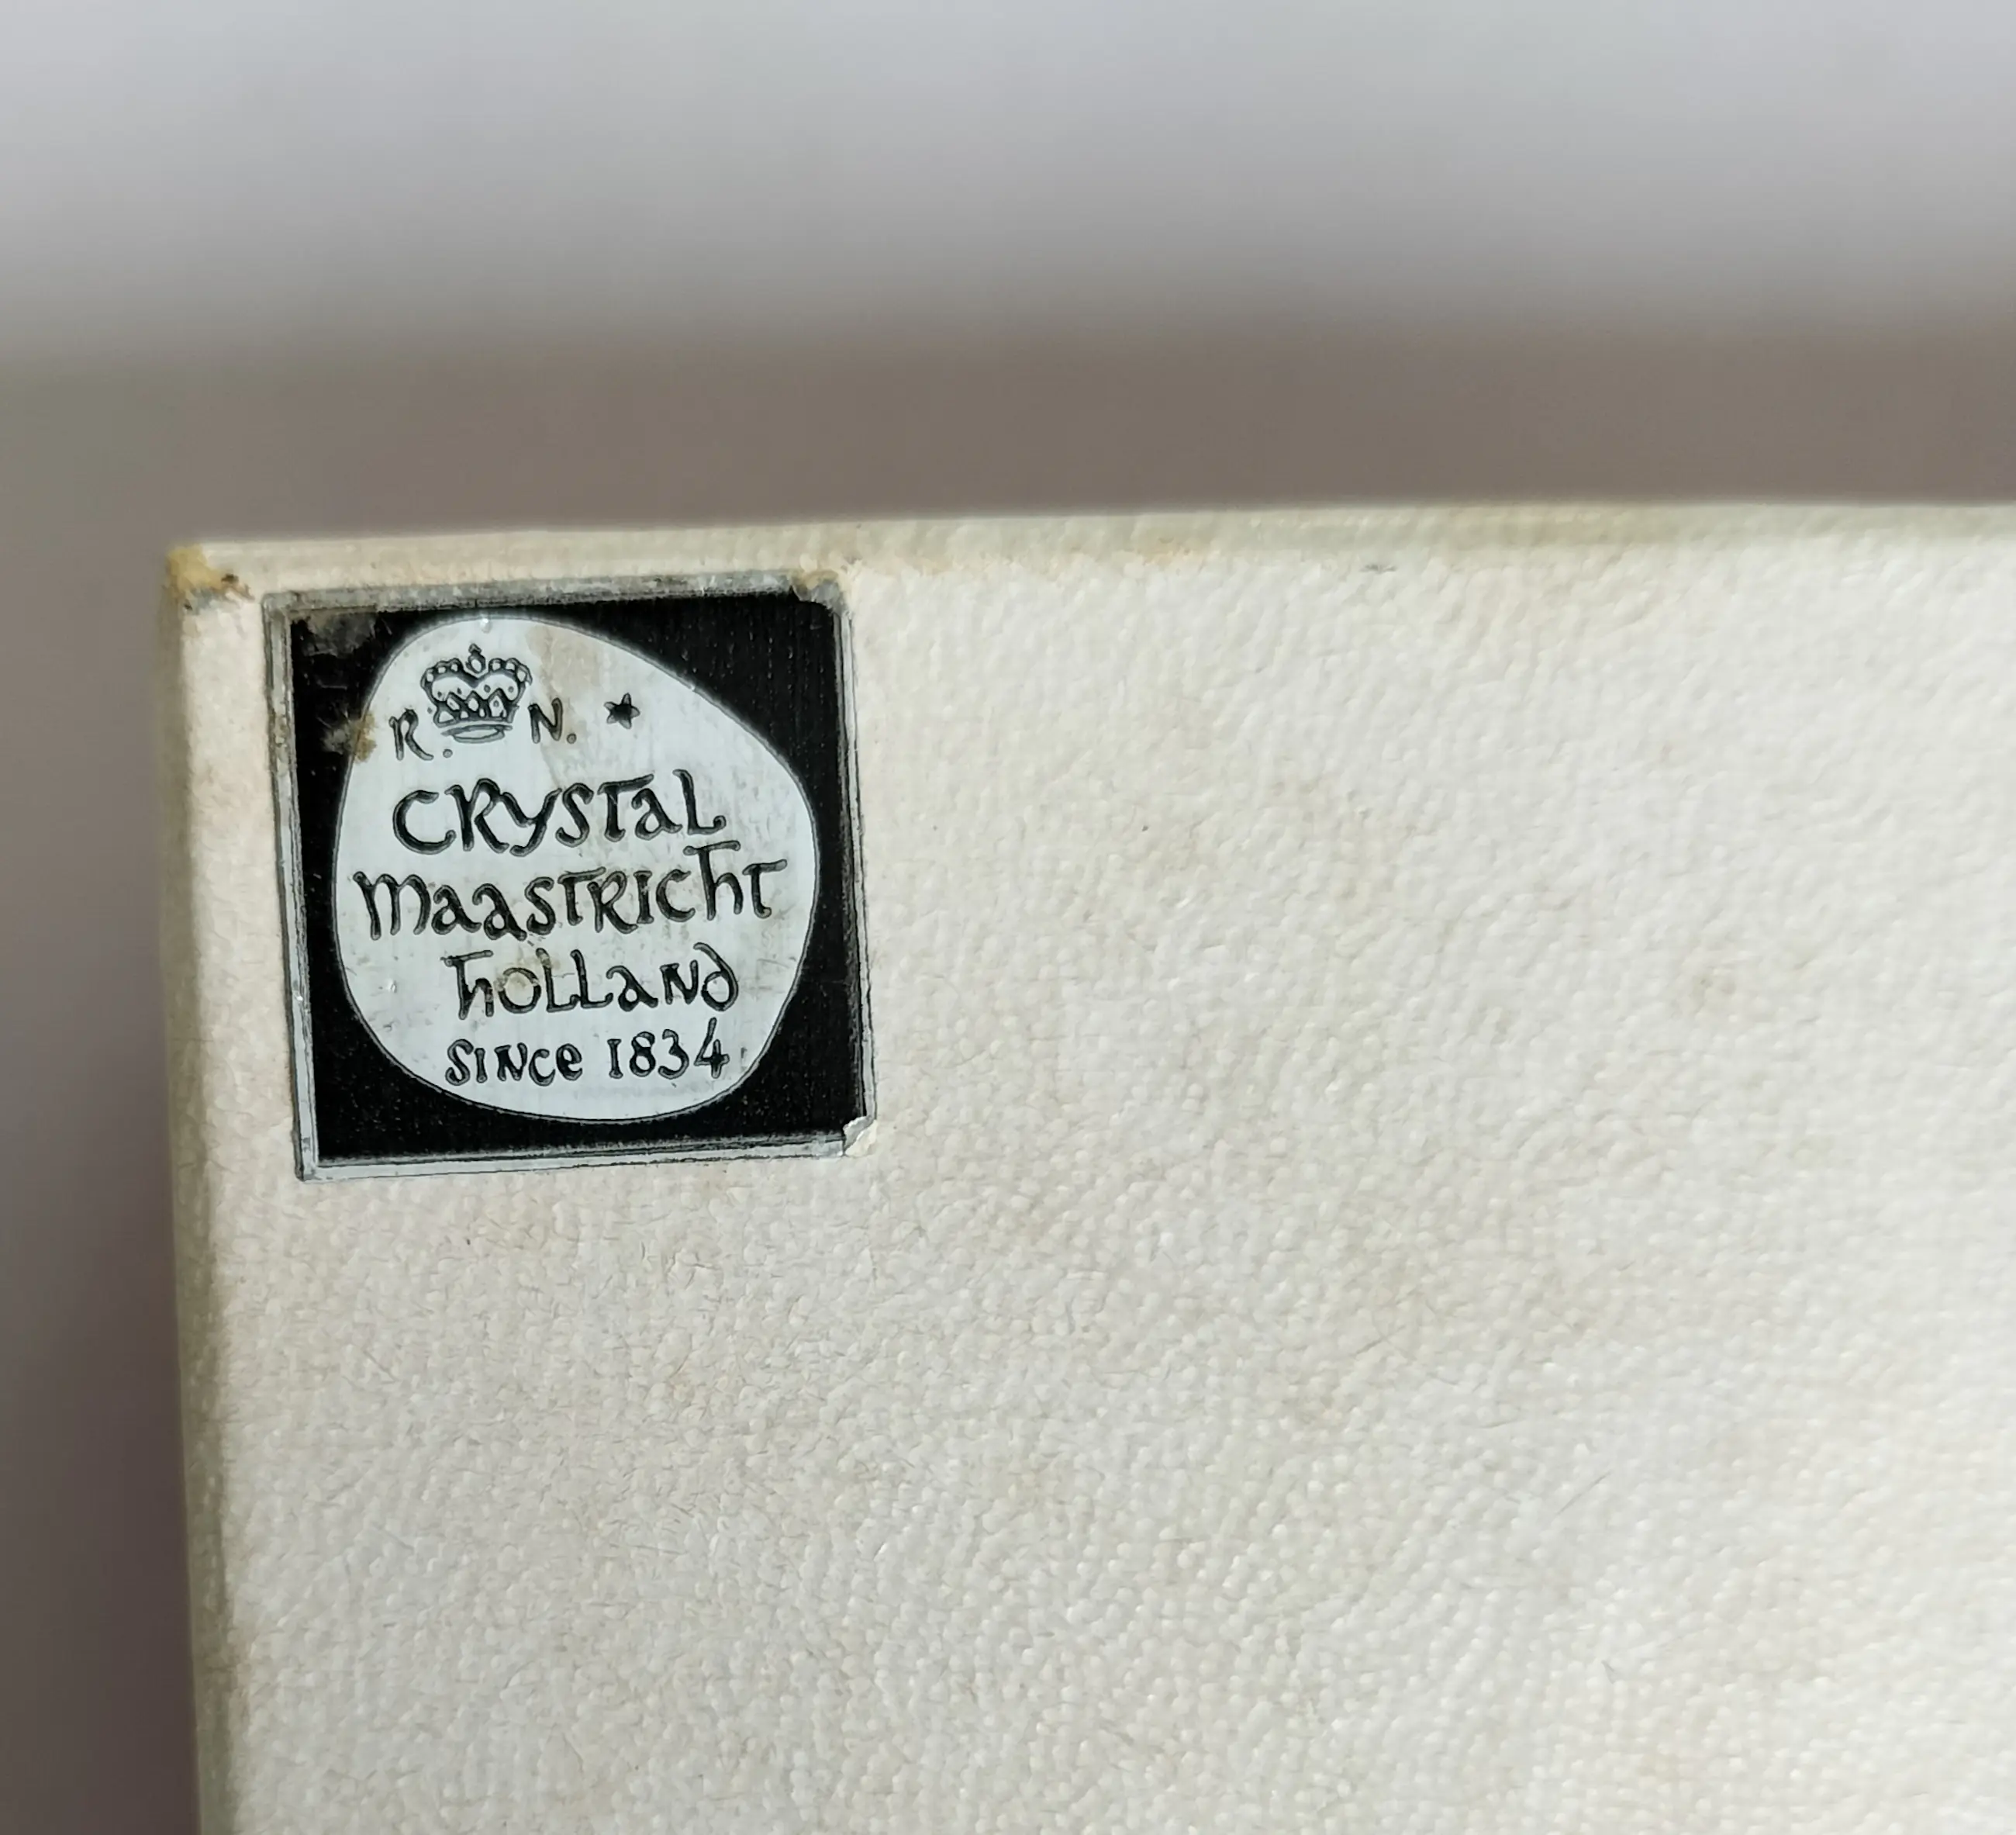 R. N.
CRYSTAL
MAASTRICHT
HOLLAND
SINCE 1834